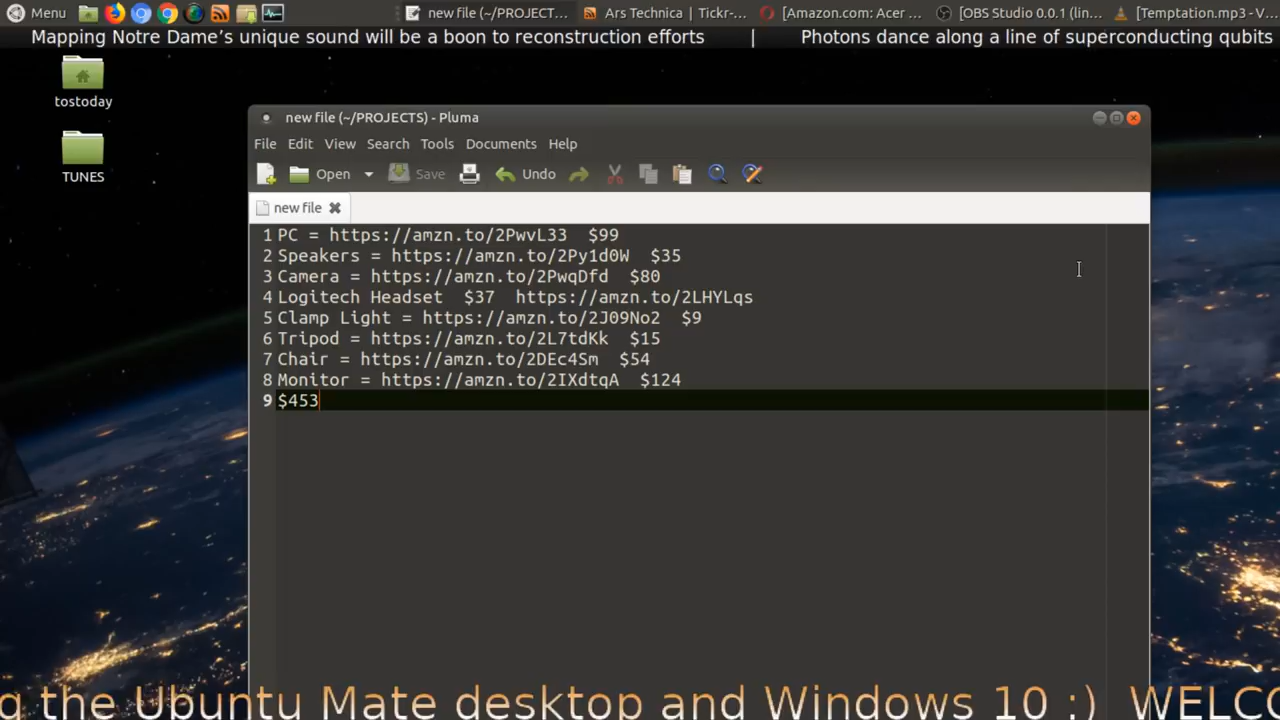 Menu new file (~/PROJECT... Ars Technica | Tickr-... [Amazon.com: Acer ... [OBS Studio 0.0.1 (lin... [Temptation.mp3 - V...
Mapping Notre Dame’s unique sound will be a boon to reconstruction efforts | Photons dance along a line of superconducting qubits
tostoday
TUNES
new file (~/PROJECTS) - Pluma
File Edit View Search Tools Documents Help
Open Save Undo
new file
1 PC = https://amzn.to/2PwvL33 $99
2 Speakers = https://amzn.to/2Py1d0W $35
3 Camera = https://amzn.to/2PwqDfd $80
4 Logitech Headset $37 https://amzn.to/2LHYLqs
5 Clamp Light = https://amzn.to/2J09No2 $9
6 Tripod = https://amzn.to/2L7tdKk $15
7 Chair = https://amzn.to/2DEc4Sm $54
8 Monitor = https://amzn.to/2IXdtqA $124
9 $453
g the Ubuntu Mate desktop and Windows 10 :) WELCO